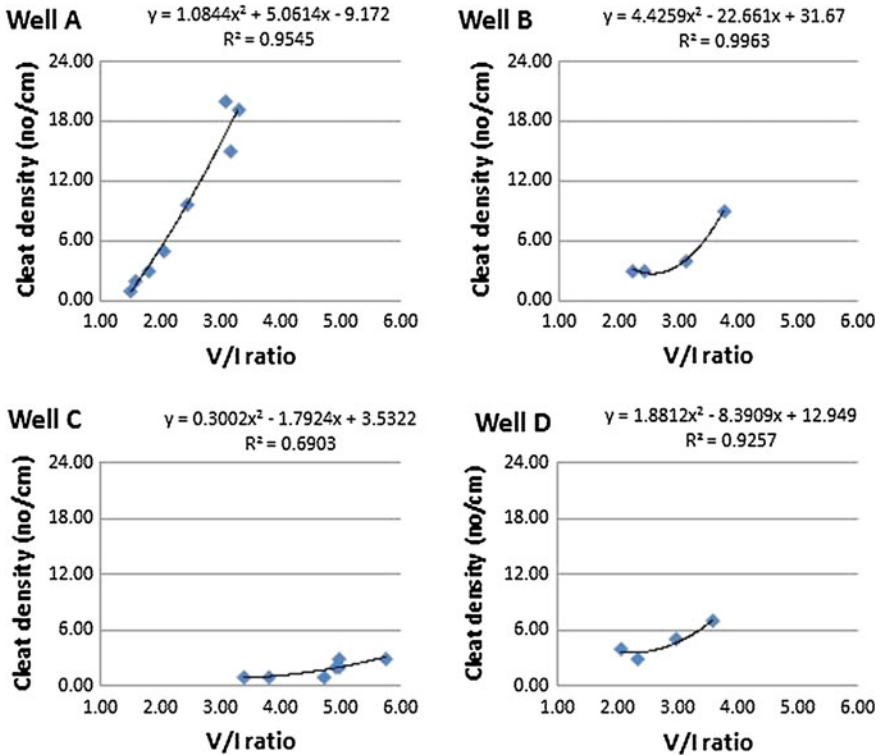 Well A
y = 1.0844x² + 5.0614x - 9.172
R² = 0.9545
Cleat density (no/cm)
24.00
18.00
12.00
6.00
0.00
1.00 2.00 3.00 4.00 5.00 6.00
V/I ratio
Well B
y = 4.4259x² - 22.661x + 31.67
R² = 0.9963
Cleat density (no/cm)
24.00
18.00
12.00
6.00
0.00
1.00 2.00 3.00 4.00 5.00 6.00
V/I ratio
Well C
y = 0.3002x² - 1.7924x + 3.5322
R² = 0.6903
Cleat density (no/cm)
24.00
18.00
12.00
6.00
0.00
1.00 2.00 3.00 4.00 5.00 6.00
V/I ratio
Well D
y = 1.8812x² - 8.3909x + 12.949
R² = 0.9257
Cleat density (no/cm)
24.00
18.00
12.00
6.00
0.00
1.00 2.00 3.00 4.00 5.00 6.00
V/I ratio